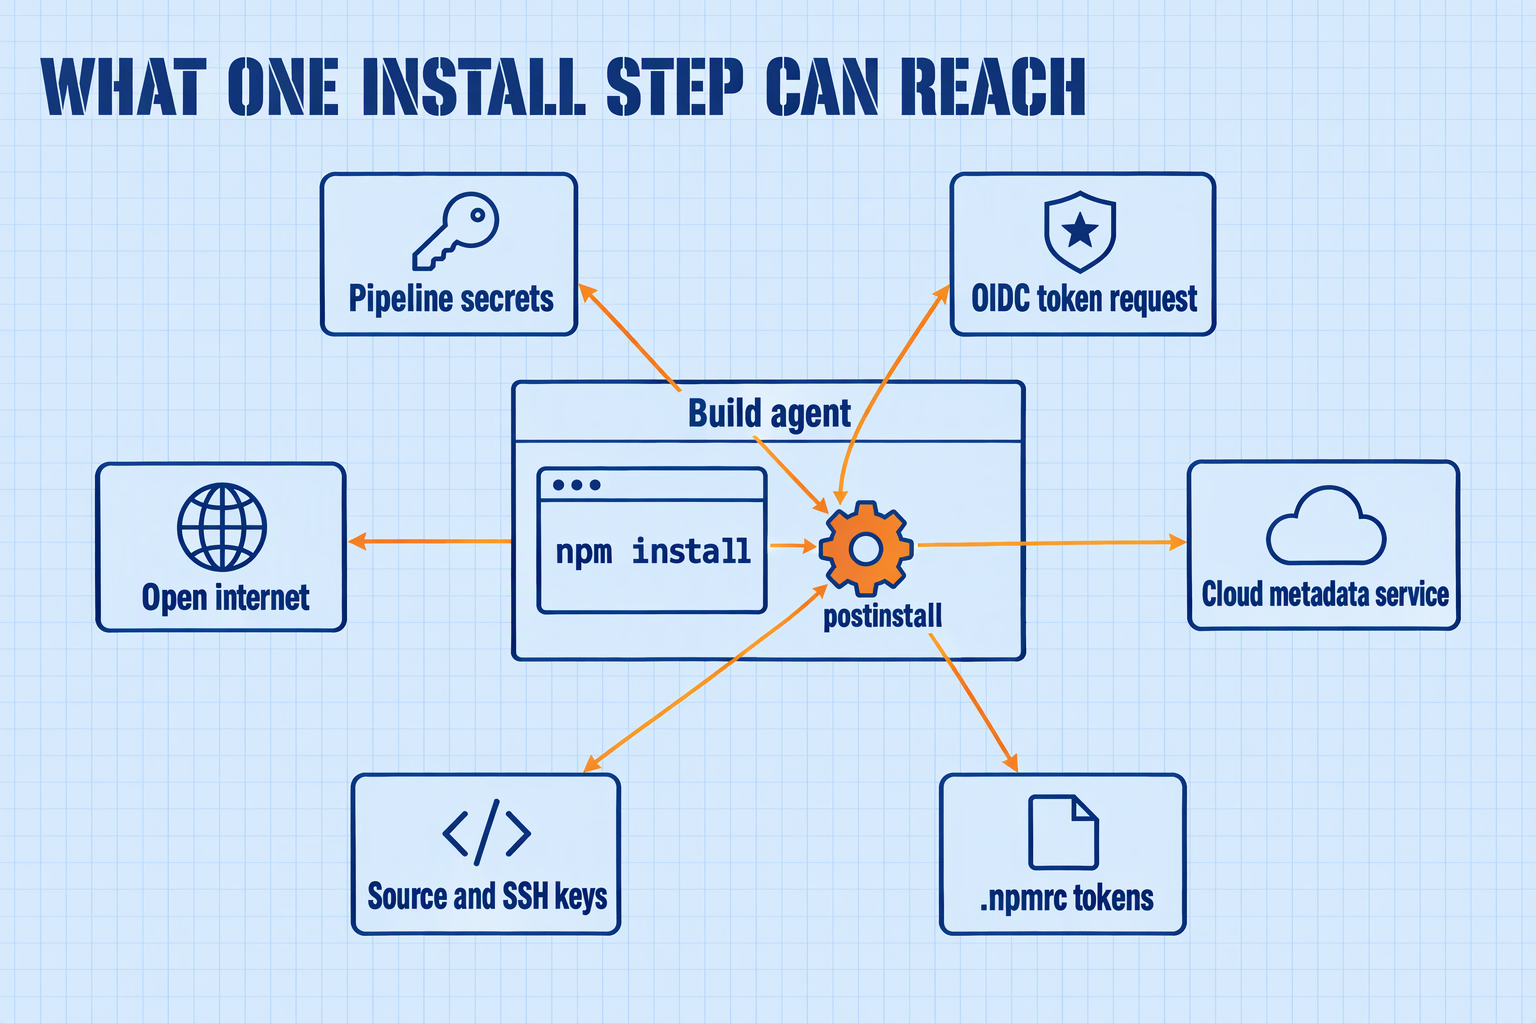 WHAT ONE INSTALL STEP CAN REACH
Pipeline secrets
OIDC token request
Build agent
npm install
postinstall
Open internet
Cloud metadata service
Source and SSH keys
.npmrc tokens